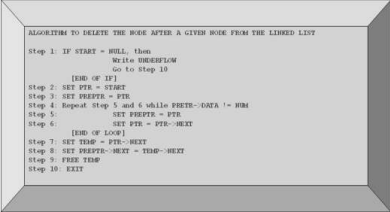 ALGORITHM TO DELETE THE NODE AFTER A GIVEN NODE FROM THE LINKED LIST
Step 1: IF START = NULL, then
Write UNDERFLOW
Go to Step 10
[END OF IF]
Step 2: SET PTR = START
Step 3: SET PREPTR = PTR
Step 4: Repeat Step 5 and 6 while PRETR->DATA != NUM
Step 5: SET PREPTR = PTR
Step 6: SET PTR = PTR->NEXT
[END OF LOOP]
Step 7: SET TEMP = PTR->NEXT
Step 8: SET PREPTR->NEXT = TEMP->NEXT
Step 9: FREE TEMP
Step 10: EXIT